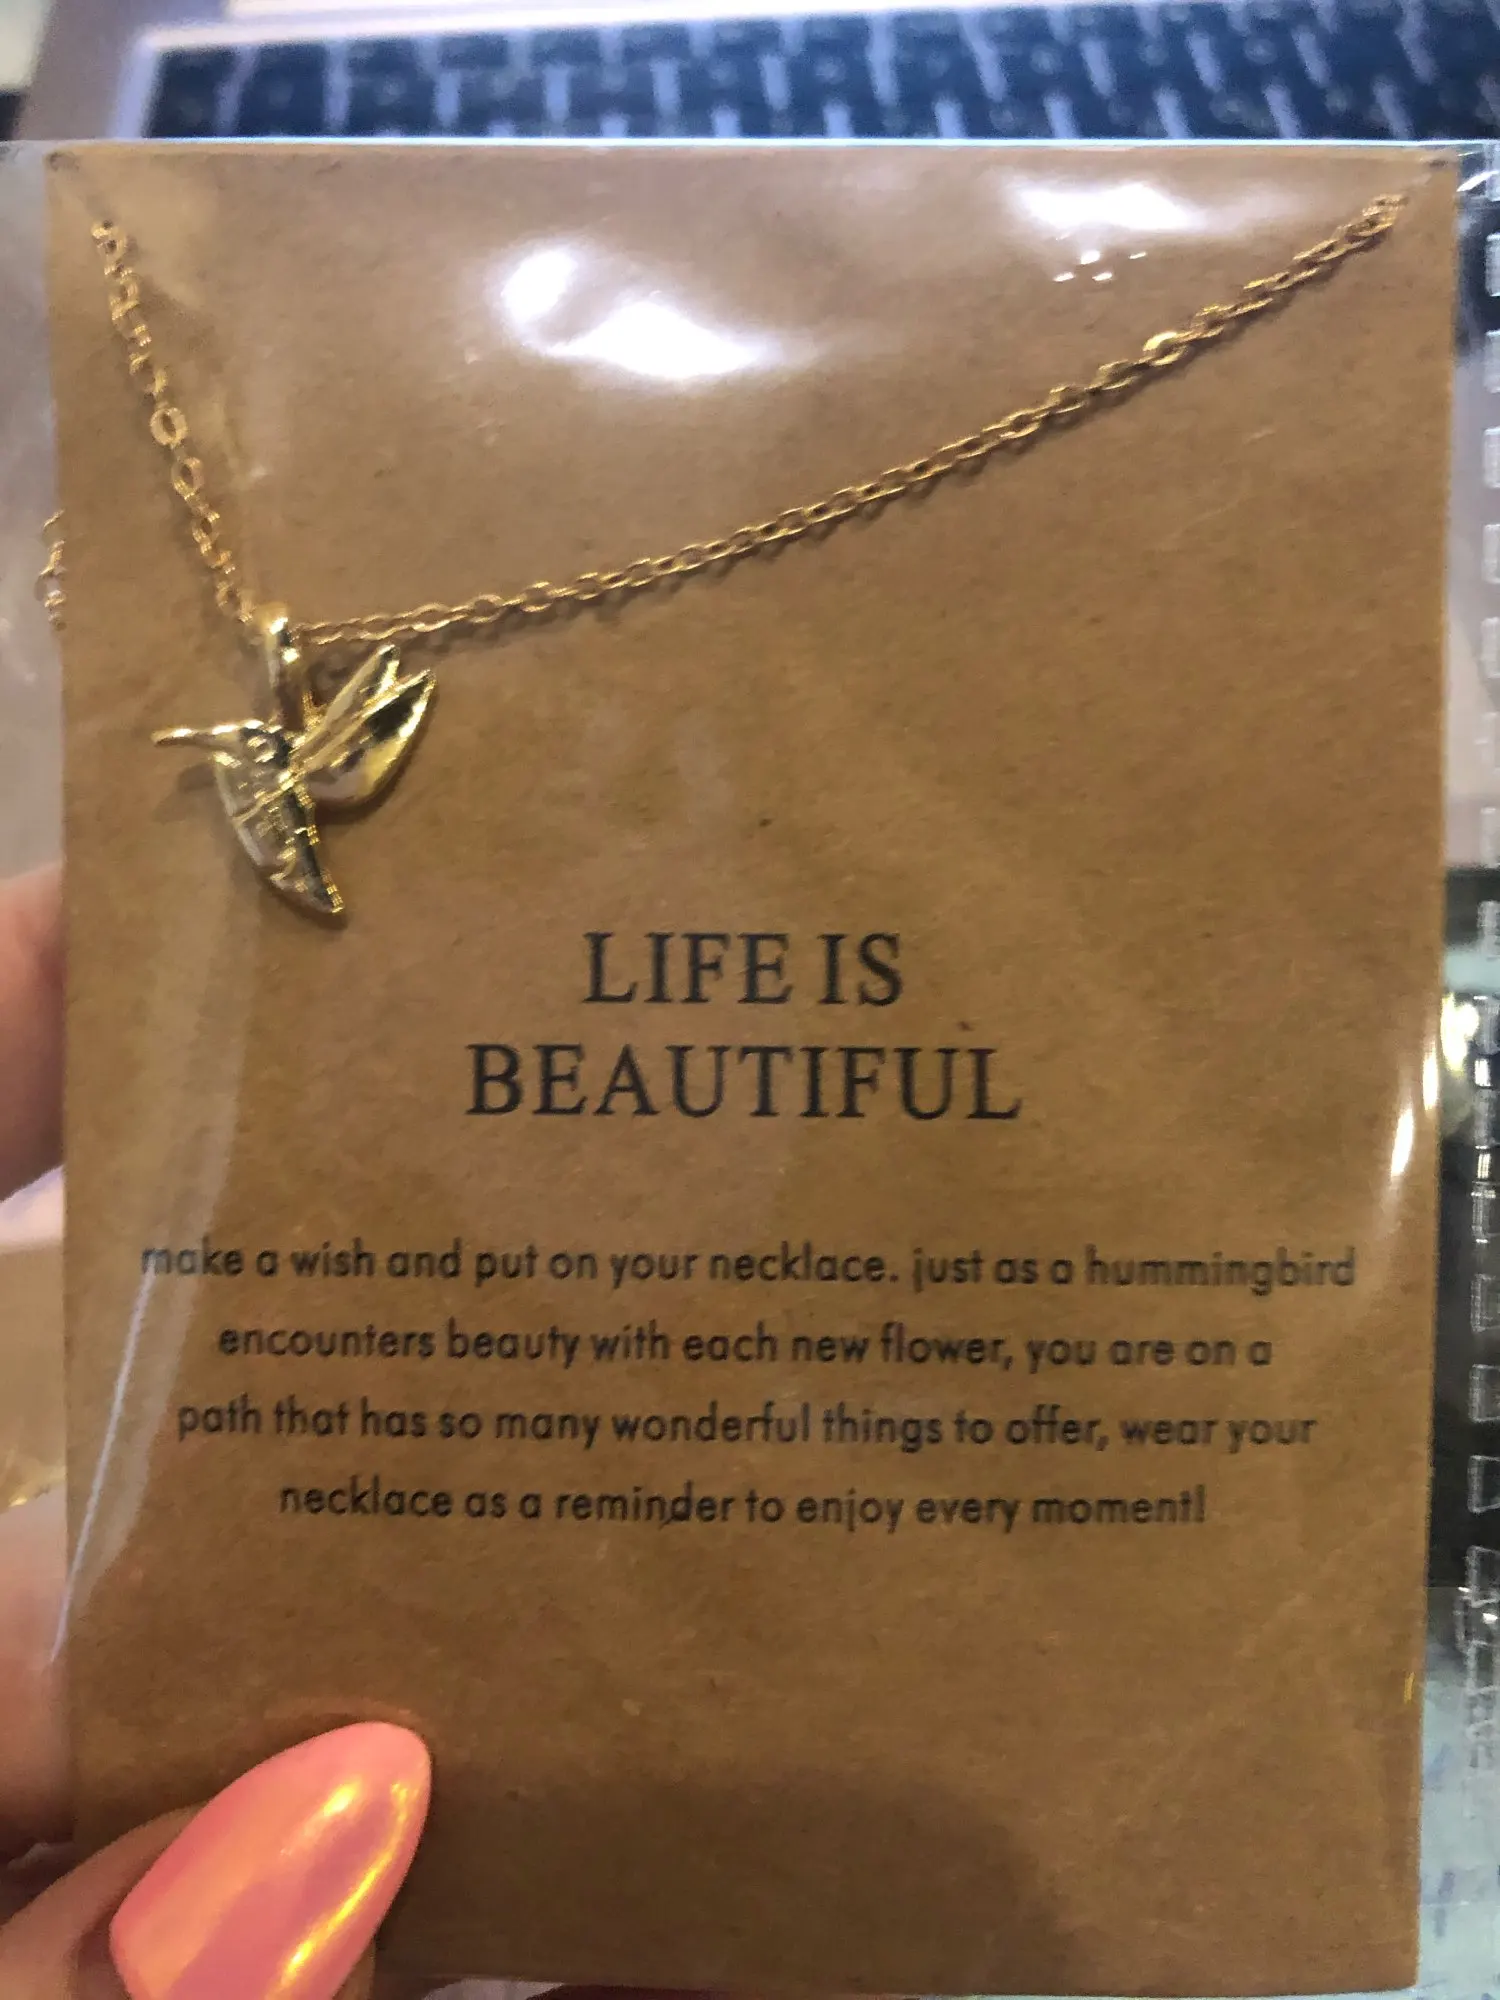 LIFE IS
BEAUTIFUL
make a wish and put on your necklace. just as a hummingbird
encounters beauty with each new flower, you are on a
path that has so many wonderful things to offer, wear your
necklace as a reminder to enjoy every moment!